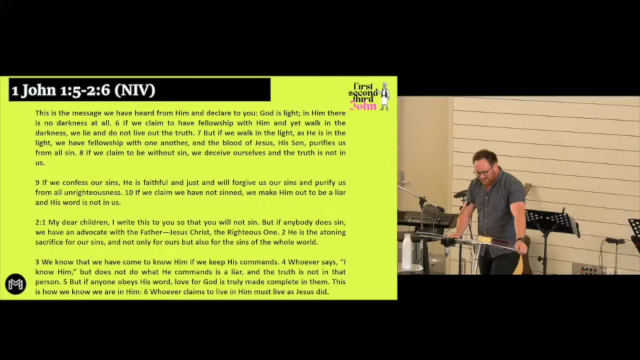 1 John 1:5-2:6 (NIV)
first
second
third
John
This is the message we have heard from Him and declare to you: God is light; in Him there
is no darkness at all. 6 If we claim to have fellowship with Him and yet walk in the
darkness, we lie and do not live out the truth. 7 But if we walk in the light, as He is in the
light, we have fellowship with one another, and the blood of Jesus, His Son, purifies us
from all sin. 8 If we claim to be without sin, we deceive ourselves and the truth is not in
us.
9 If we confess our sins, He is faithful and just and will forgive us our sins and purify us
from all unrighteousness. 10 If we claim we have not sinned, we make Him out to be a liar
and His word is not in us.
2:1 My dear children, I write this to you so that you will not sin. But if anybody does sin,
we have an advocate with the Father—Jesus Christ, the Righteous One. 2 He is the atoning
sacrifice for our sins, and not only for ours but also for the sins of the whole world.
3 We know that we have come to know Him if we keep His commands. 4 Whoever says, "I
know Him," but does not do what He commands is a liar, and the truth is not in that
person. 5 But if anyone obeys His word, love for God is truly made complete in them. This
is how we know we are in Him: 6 Whoever claims to live in Him must live as Jesus did.
M